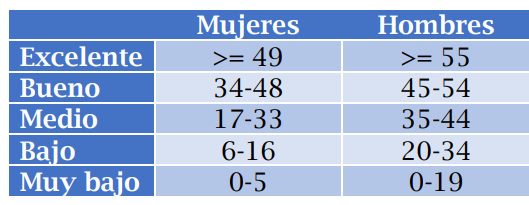 Mujeres Hombres
Excelente >= 49 >= 55
Bueno 34-48 45-54
Medio 17-33 35-44
Bajo 6-16 20-34
Muy bajo 0-5 0-19